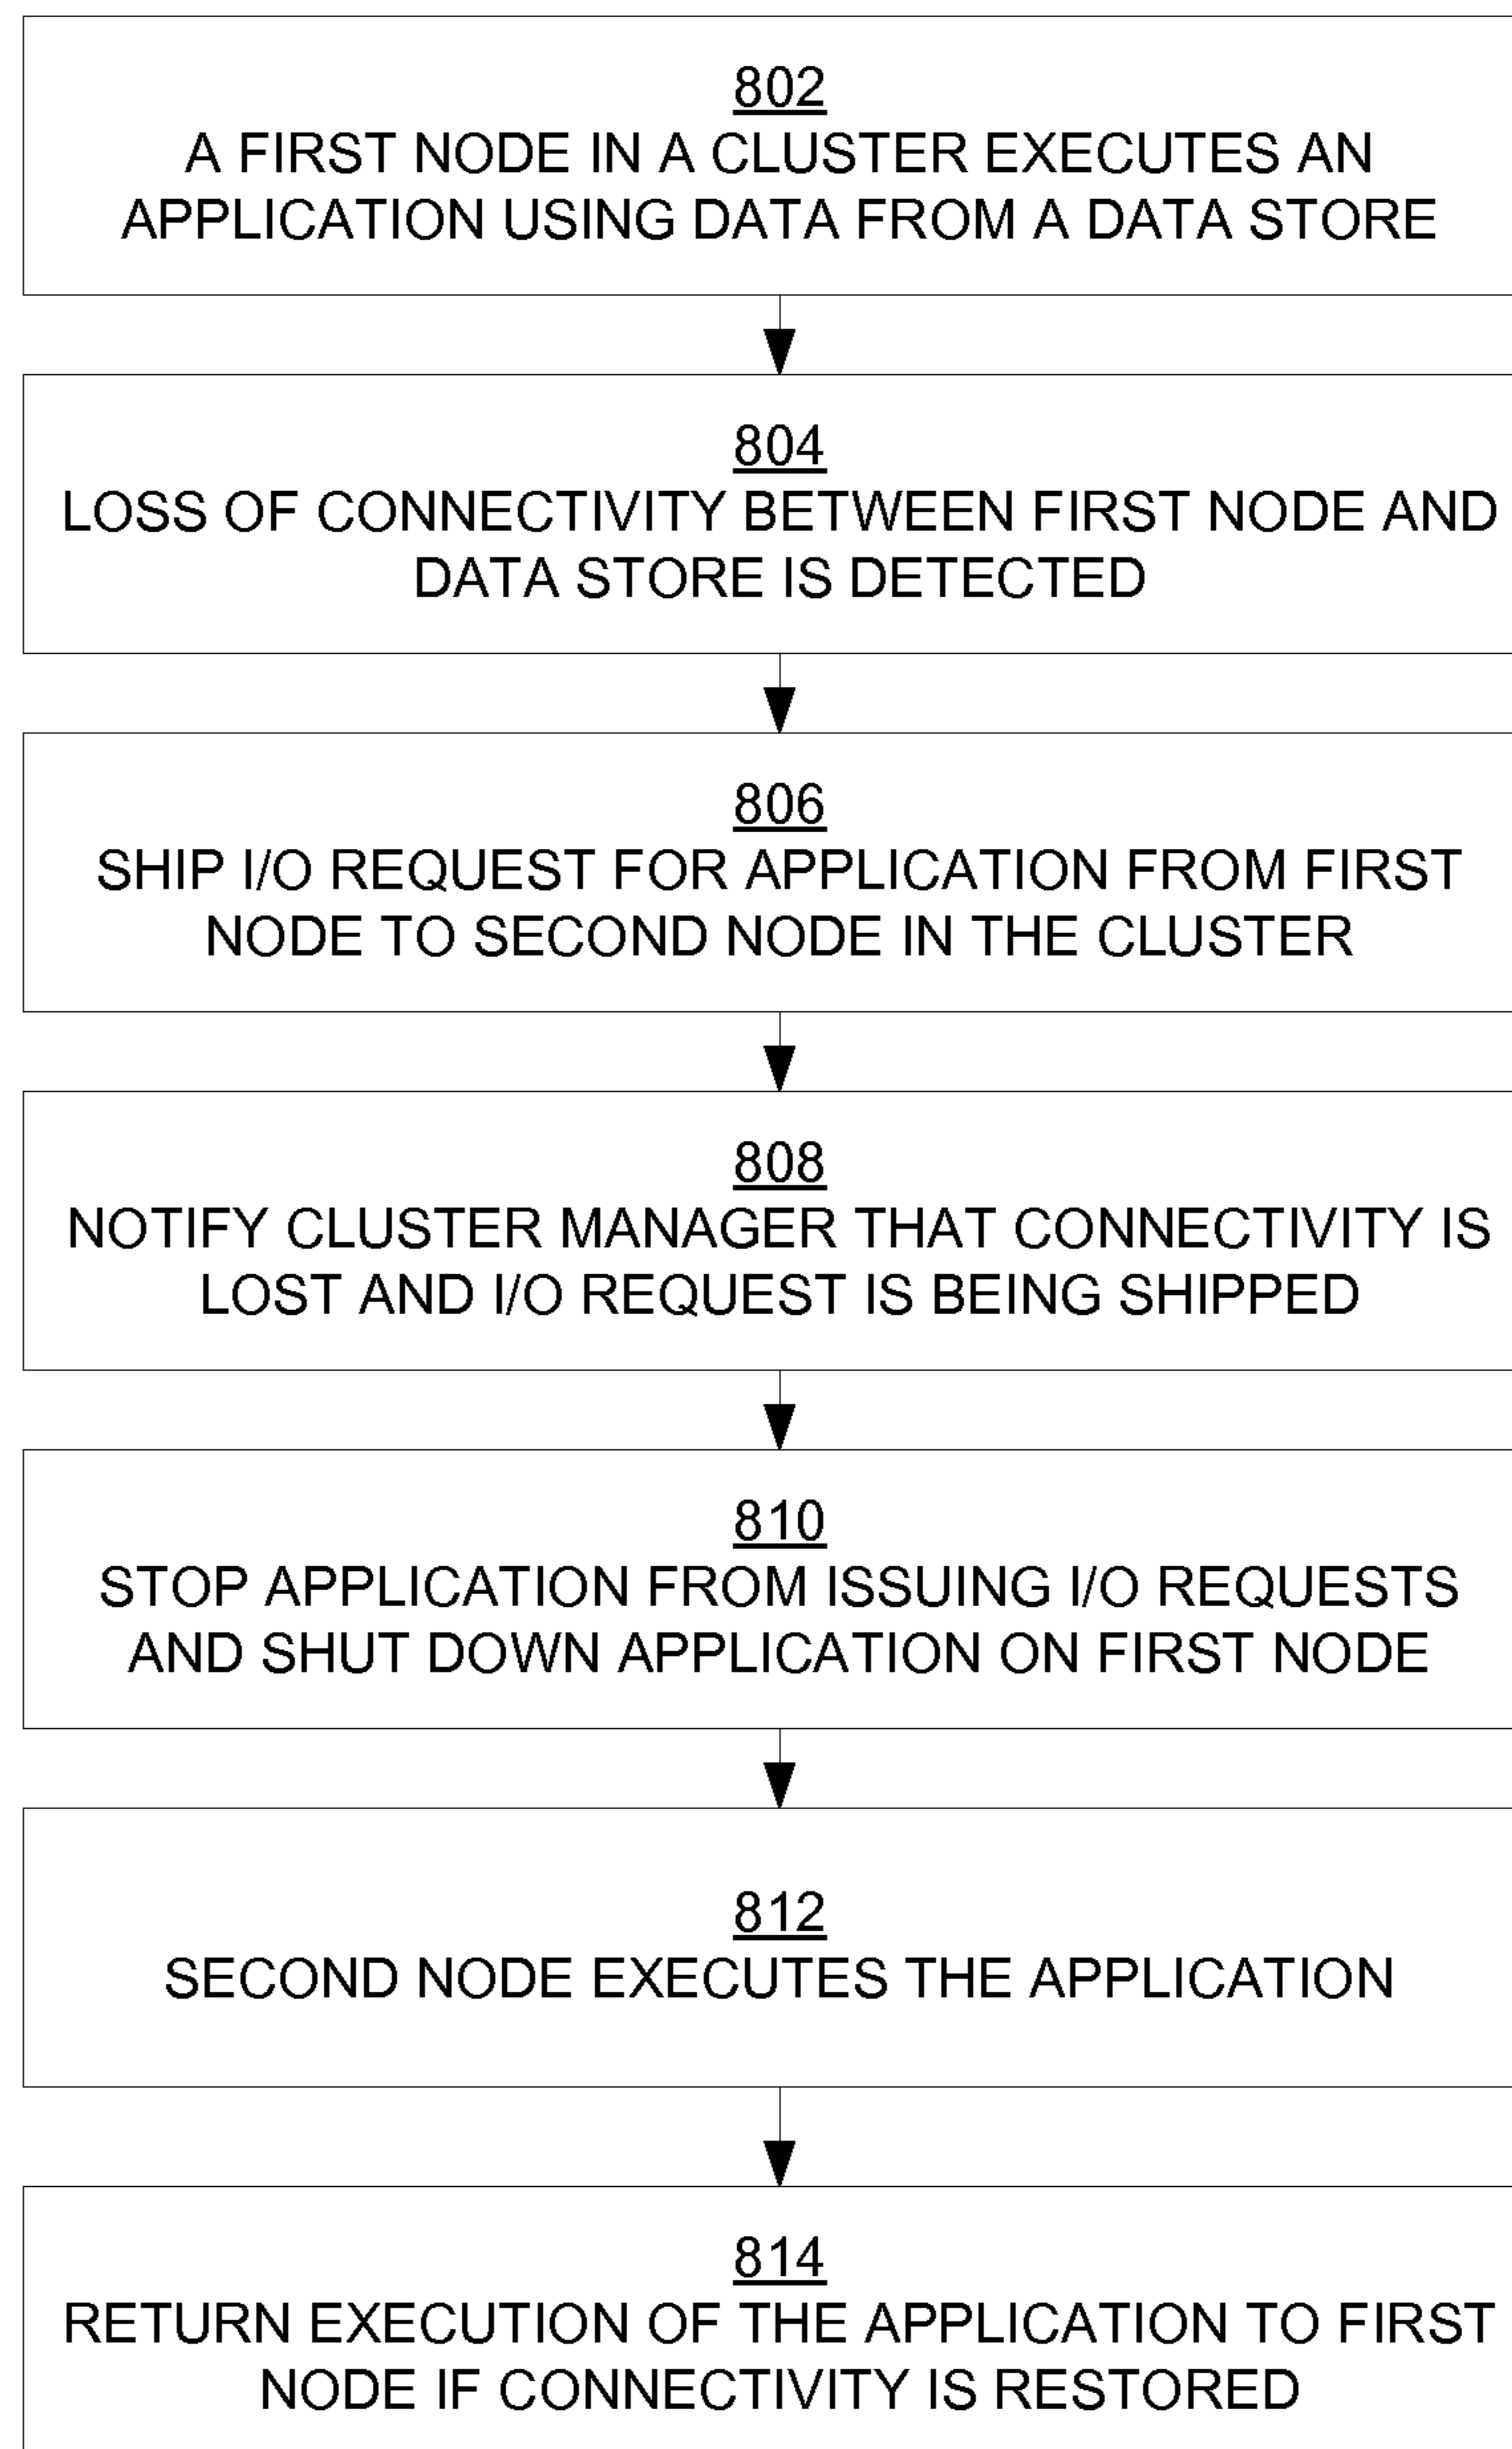 802
A FIRST NODE IN A CLUSTER EXECUTES AN
APPLICATION USING DATA FROM A DATA STORE
804
LOSS OF CONNECTIVITY BETWEEN FIRST NODE AND
DATA STORE IS DETECTED
806
SHIP I/O REQUEST FOR APPLICATION FROM FIRST
NODE TO SECOND NODE IN THE CLUSTER
808
NOTIFY CLUSTER MANAGER THAT CONNECTIVITY IS
LOST AND I/O REQUEST IS BEING SHIPPED
810
STOP APPLICATION FROM ISSUING I/O REQUESTS
AND SHUT DOWN APPLICATION ON FIRST NODE
812
SECOND NODE EXECUTES THE APPLICATION
814
RETURN EXECUTION OF THE APPLICATION TO FIRST
NODE IF CONNECTIVITY IS RESTORED